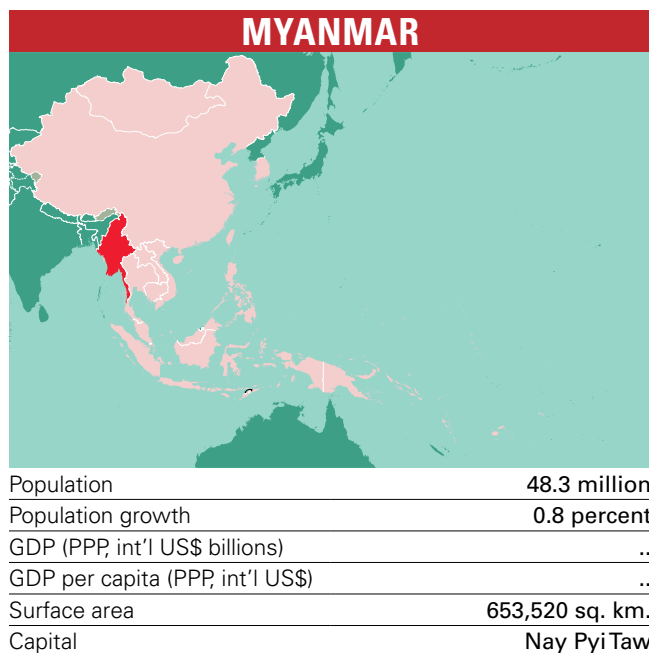 MYANMAR
Population 48.3 million
Population growth 0.8 percent
GDP (PPP, int'l US$ billions) ..
GDP per capita (PPP, int'l US$) ..
Surface area 653,520 sq. km.
Capital Nay Pyi Taw